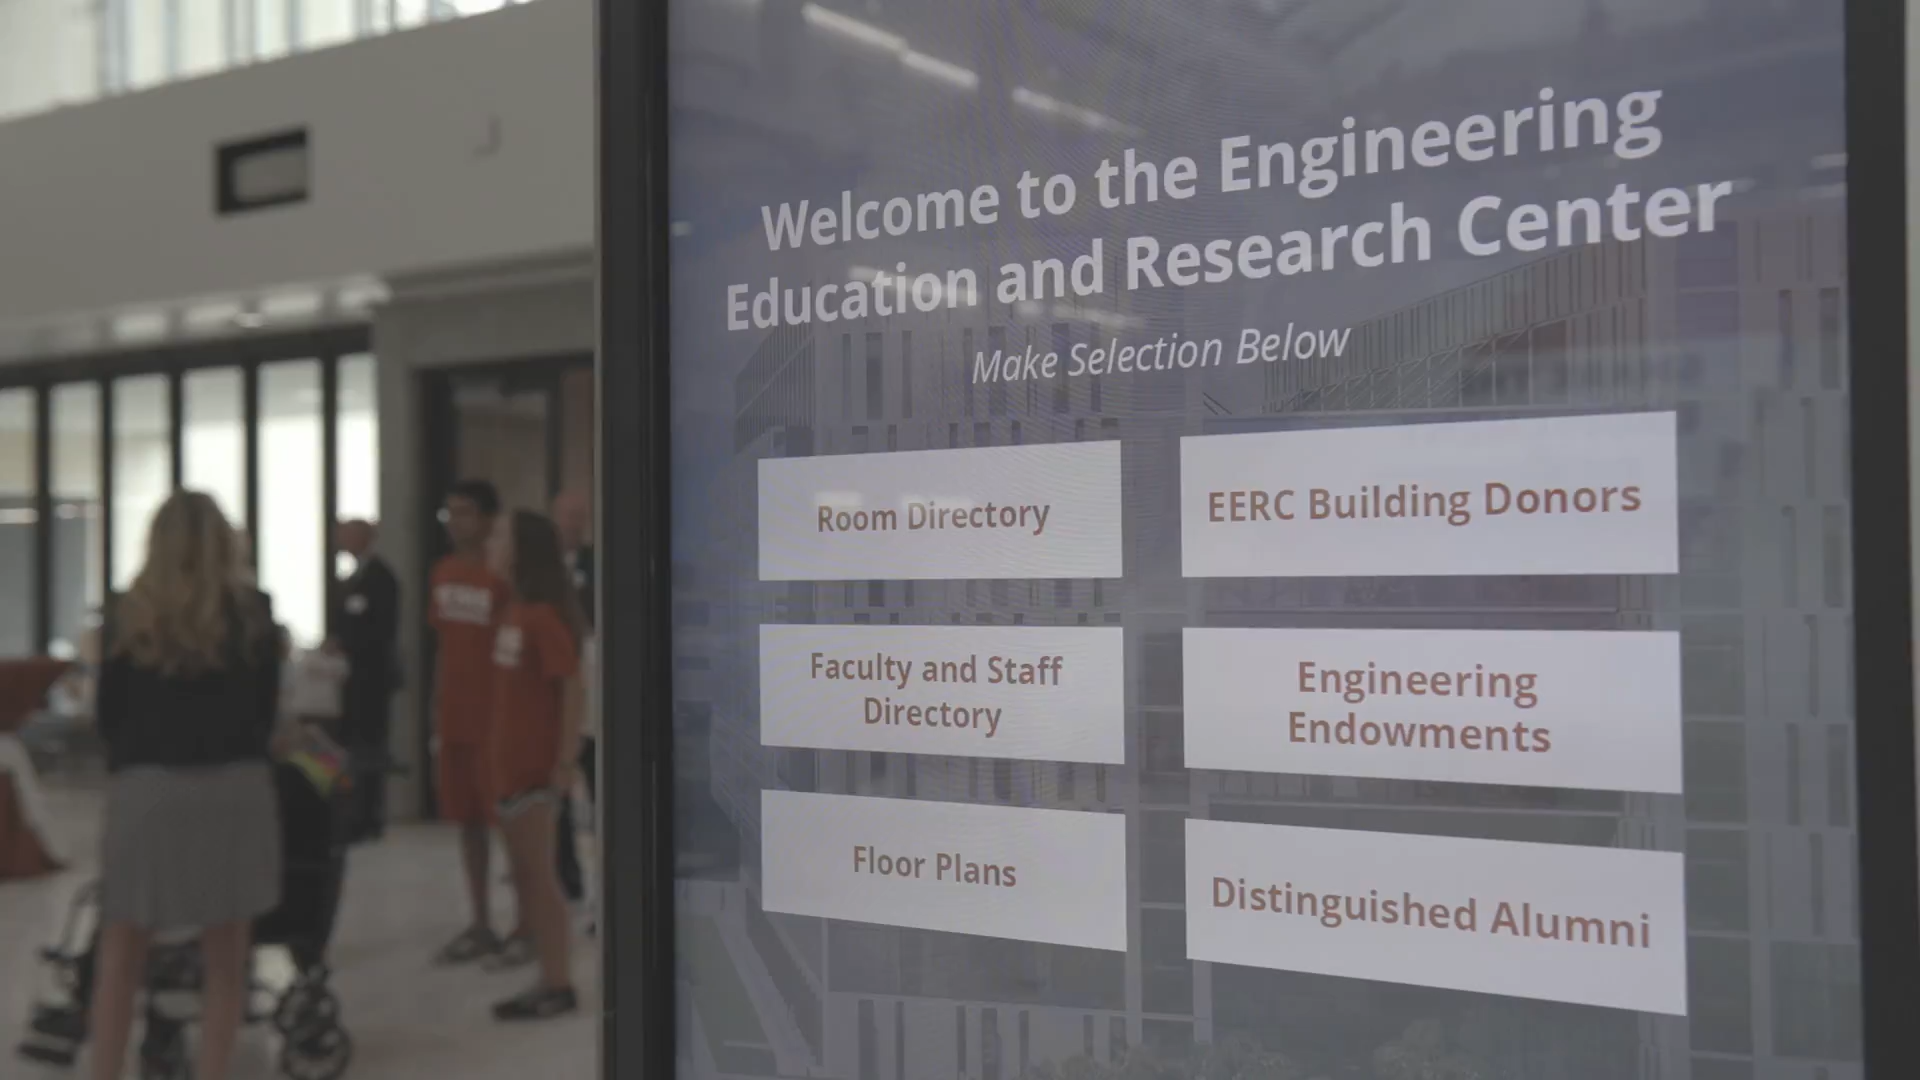 Welcome to the Engineering
Education and Research Center
Make Selection Below
Room Directory
EERC Building Donors
Faculty and Staff
Directory
Engineering
Endowments
Floor Plans
Distinguished Alumni